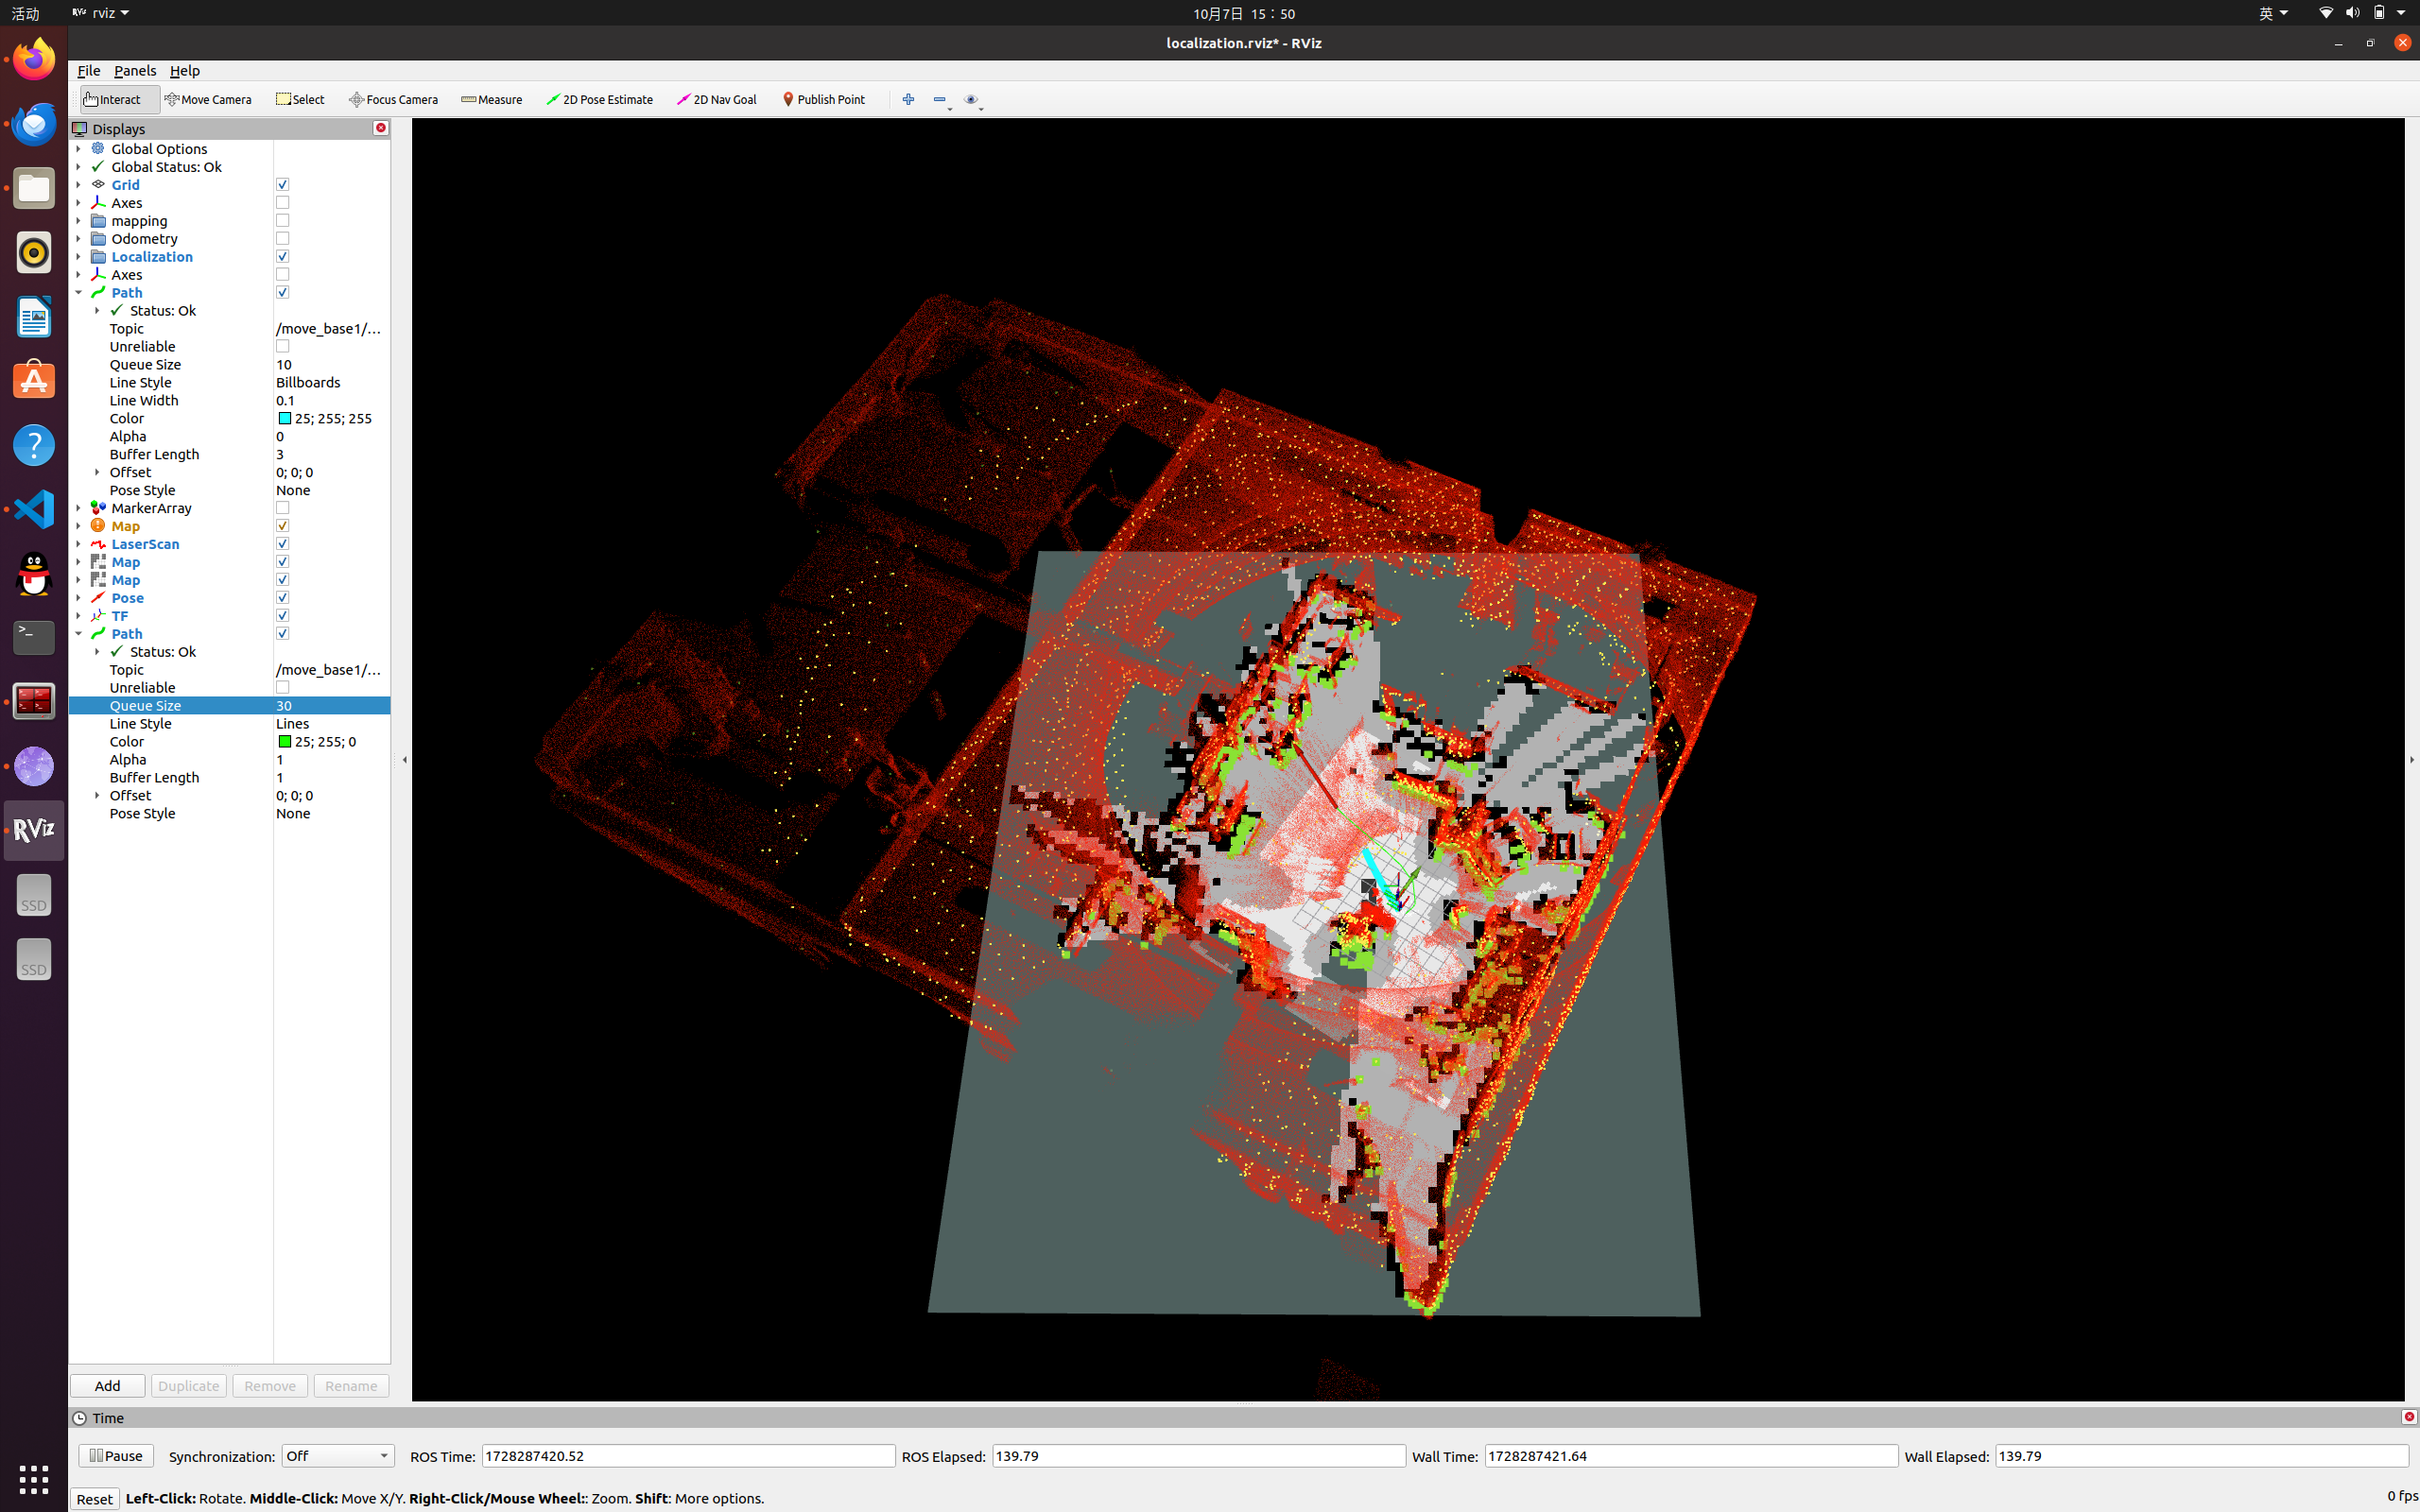 活动 rviz 10月7日 15：50 英
localization.rviz* - RViz
File Panels Help
Interact Move Camera Select Focus Camera Measure 2D Pose Estimate 2D Nav Goal Publish Point
Displays
Global Options
Global Status: Ok
Grid
Axes
mapping
Odometry
Localization
Axes
Path
Status: Ok
Topic /move_base1/...
Unreliable
Queue Size 10
Line Style Billboards
Line Width 0.1
Color 25; 255; 255
Alpha 0
Buffer Length 3
Offset 0; 0; 0
Pose Style None
MarkerArray
Map
LaserScan
Map
Map
Pose
TF
Path
Status: Ok
Topic /move_base1/...
Unreliable
Queue Size 30
Line Style Lines
Color 25; 255; 0
Alpha 1
Buffer Length 1
Offset 0; 0; 0
Pose Style None
RViz
SSD
SSD
Add Duplicate Remove Rename
Time
Pause Synchronization: Off ROS Time: 1728287420.52 ROS Elapsed: 139.79 Wall Time: 1728287421.64 Wall Elapsed: 139.79
Reset Left-Click: Rotate. Middle-Click: Move X/Y. Right-Click/Mouse Wheel:: Zoom. Shift: More options. 0 fps